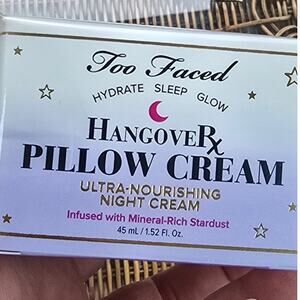 Too Faced
HYDRATE SLEEP GLOW
HANGOVERx
PILLOW CREAM
ULTRA-NOURISHING
NIGHT CREAM
Infused with Mineral-Rich Stardust
45 mL / 1.52 Fl. Oz.